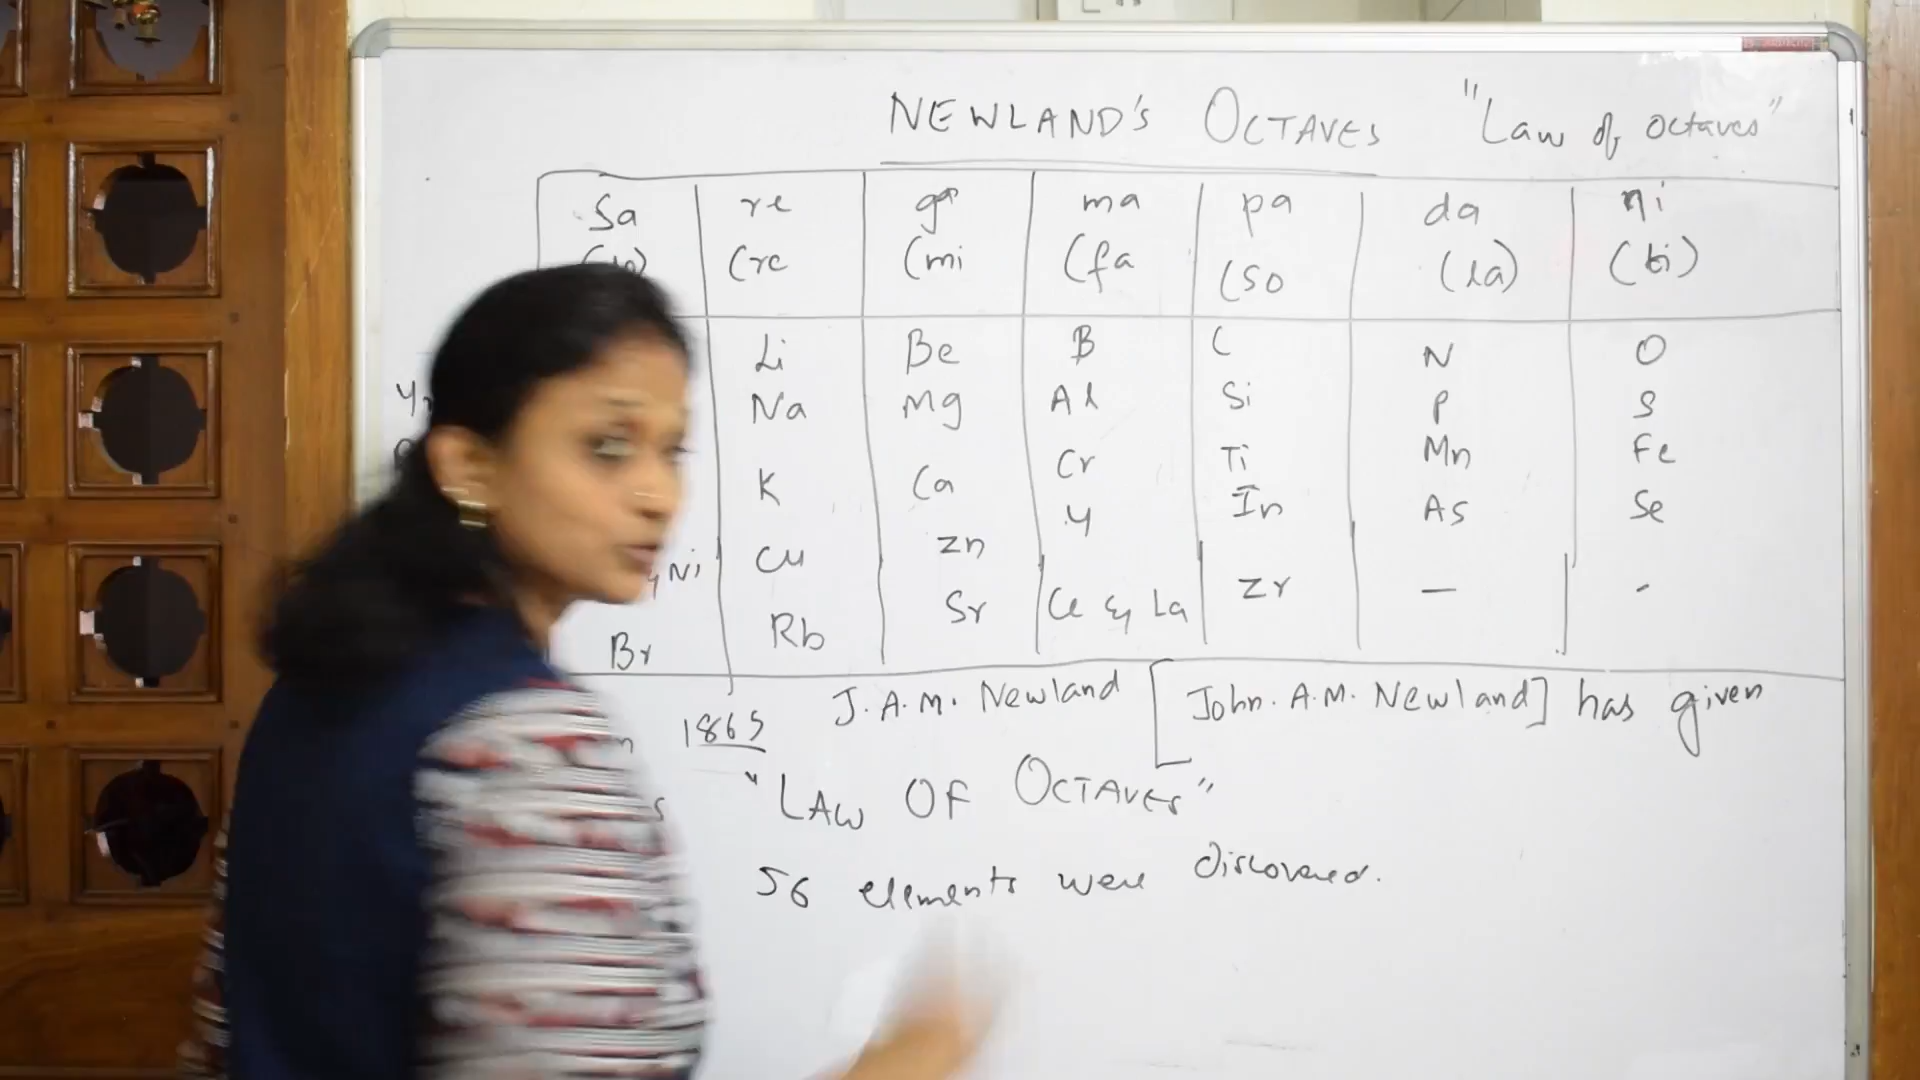 NEWLAND'S OCTAVES "Law of octaves"
Sa re ga ma pa da ni
(re (mi (fa (so (la) (ti)
Li Be B C N O
Na Mg Al Si P S
K Ca Cr Ti Mn Fe
Ni Cu Zn Y In As Se
Br Rb Sr Ce & La Zr — -
1865 J.A.M. Newland [John. A.M. Newland] has given
"LAW OF OCTAVES"
56 elements were discovered.